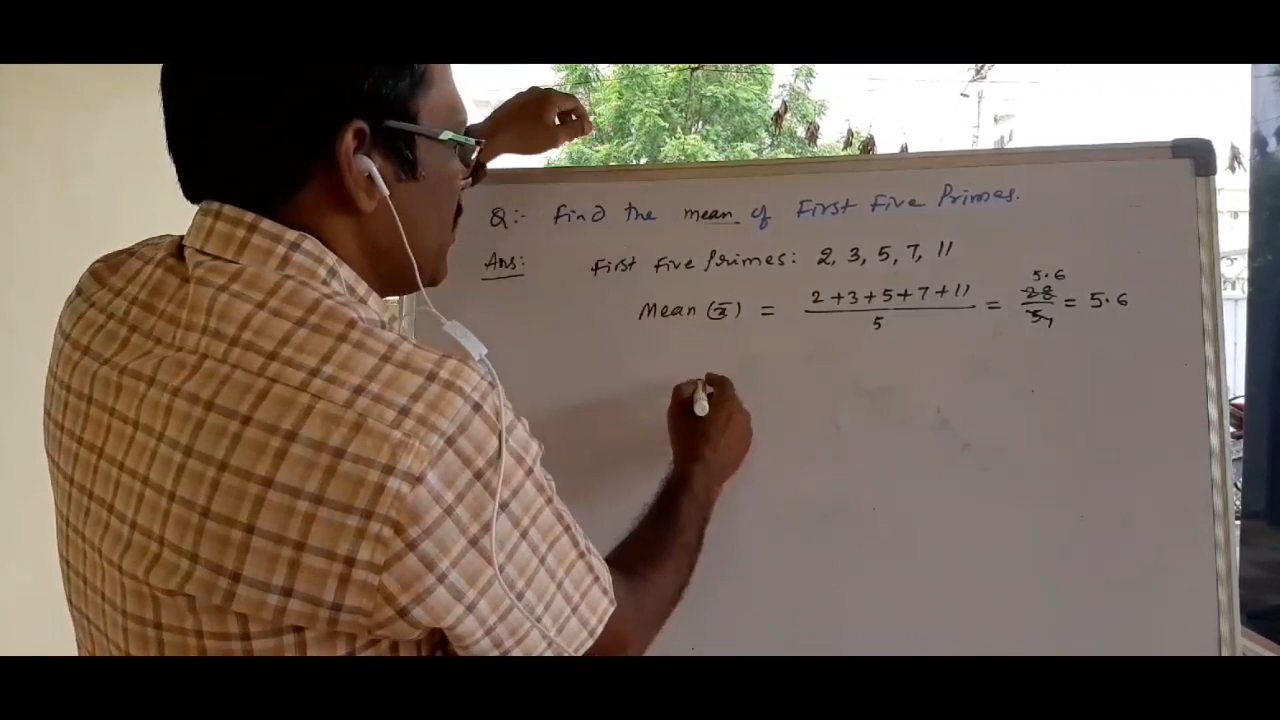 Q:- Find the mean of First Five Primes.
Ans: First Five Primes: 2, 3, 5, 7, 11
Mean (x̄) = 2+3+5+7+11 / 5 = 28 / 5 = 5.6
5.6
1